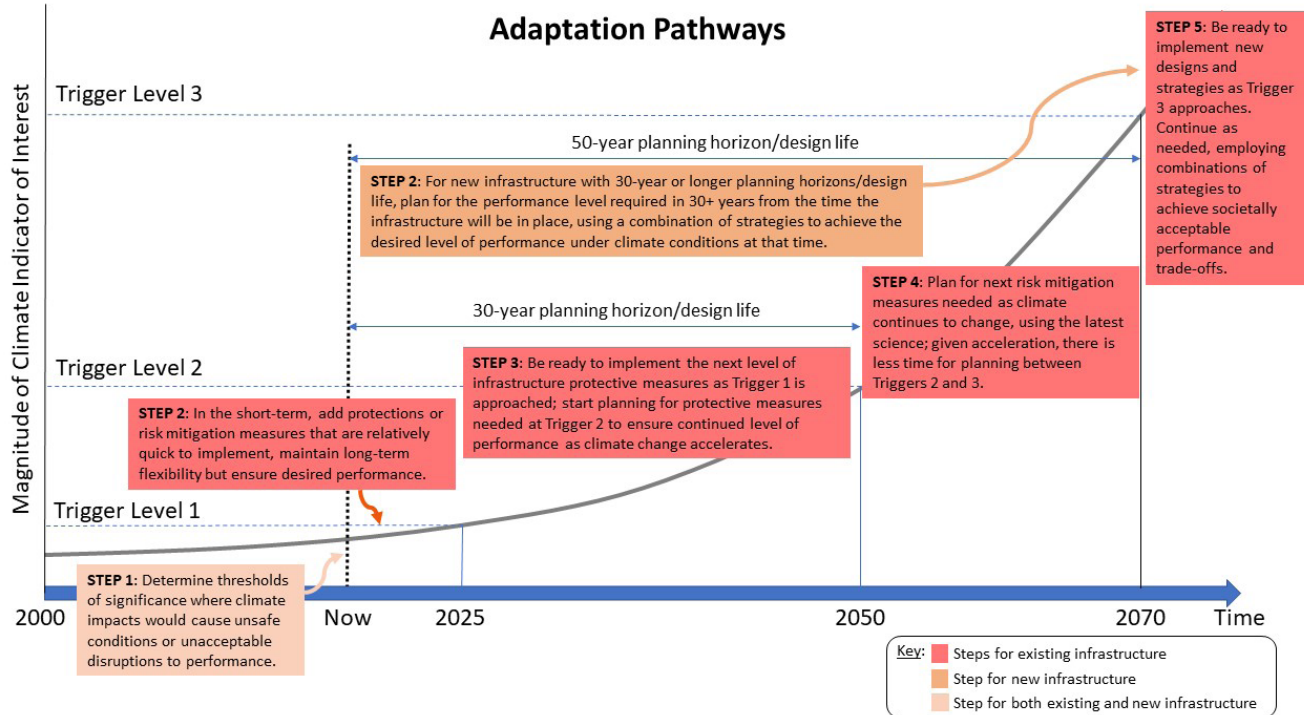 Adaptation Pathways
Magnitude of Climate Indicator of Interest
Trigger Level 3
50-year planning horizon/design life
STEP 5: Be ready to
implement new
designs and
strategies as Trigger
3 approaches.
Continue as
needed, employing
combinations of
strategies to
achieve societally
acceptable
performance and
trade-offs.
STEP 2: For new infrastructure with 30-year or longer planning horizons/design
life, plan for the performance level required in 30+ years from the time the
infrastructure will be in place, using a combination of strategies to achieve the
desired level of performance under climate conditions at that time.
30-year planning horizon/design life
STEP 4: Plan for next risk mitigation
measures needed as climate
continues to change, using the latest
science; given acceleration, there is
less time for planning between
Triggers 2 and 3.
Trigger Level 2
STEP 3: Be ready to implement the next level of
infrastructure protective measures as Trigger 1 is
approached; start planning for protective measures
needed at Trigger 2 to ensure continued level of
performance as climate change accelerates.
STEP 2: In the short-term, add protections or
risk mitigation measures that are relatively
quick to implement, maintain long-term
flexibility but ensure desired performance.
Trigger Level 1
STEP 1: Determine thresholds
of significance where climate
impacts would cause unsafe
conditions or unacceptable
disruptions to performance.
2000 Now 2025 2050 2070 Time
Key:
Steps for existing infrastructure
Step for new infrastructure
Step for both existing and new infrastructure